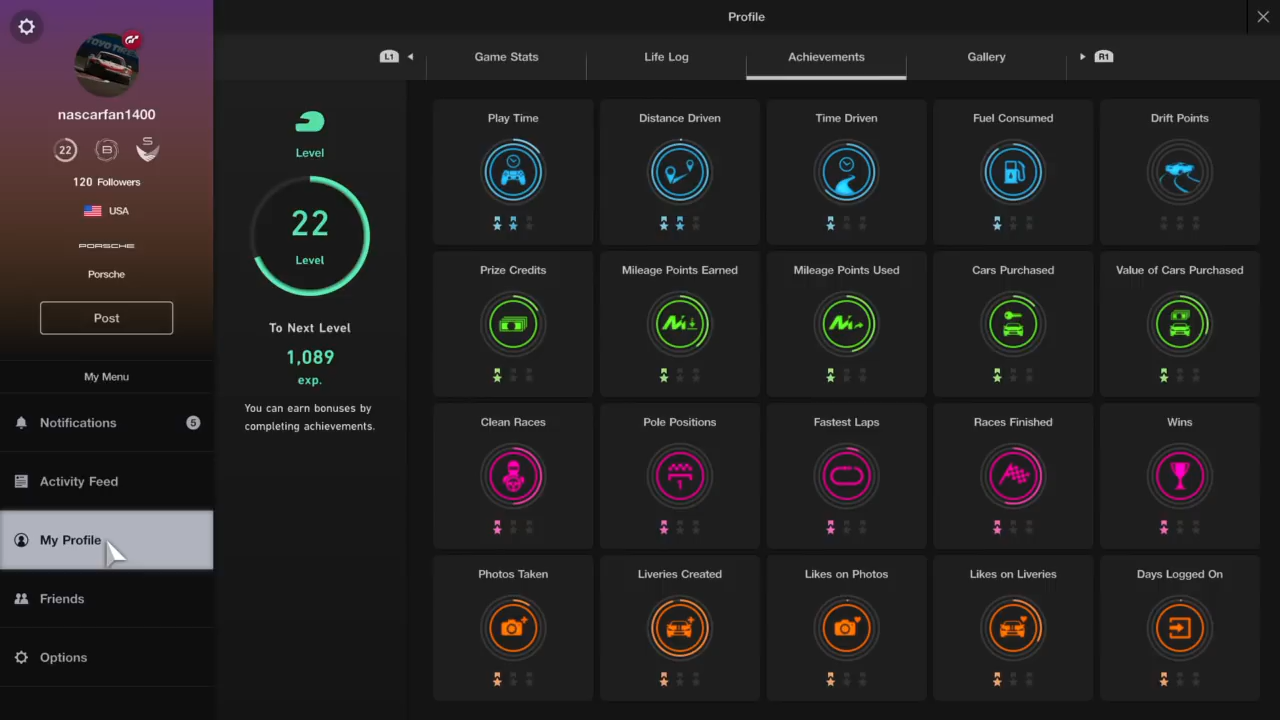 Profile
L1
Game Stats
Life Log
Achievements
Gallery
R1
nascarfan1400
22
B
S
120 Followers
USA
PORSCHE
Porsche
Post
My Menu
Notifications
5
Activity Feed
My Profile
Friends
Options
Level
22
Level
To Next Level
1,089
exp.
You can earn bonuses by
completing achievements.
Play Time
Distance Driven
Time Driven
Fuel Consumed
Drift Points
Prize Credits
Mileage Points Earned
Mileage Points Used
Cars Purchased
Value of Cars Purchased
Clean Races
Pole Positions
1
Fastest Laps
Races Finished
Wins
Photos Taken
Liveries Created
Likes on Photos
Likes on Liveries
Days Logged On